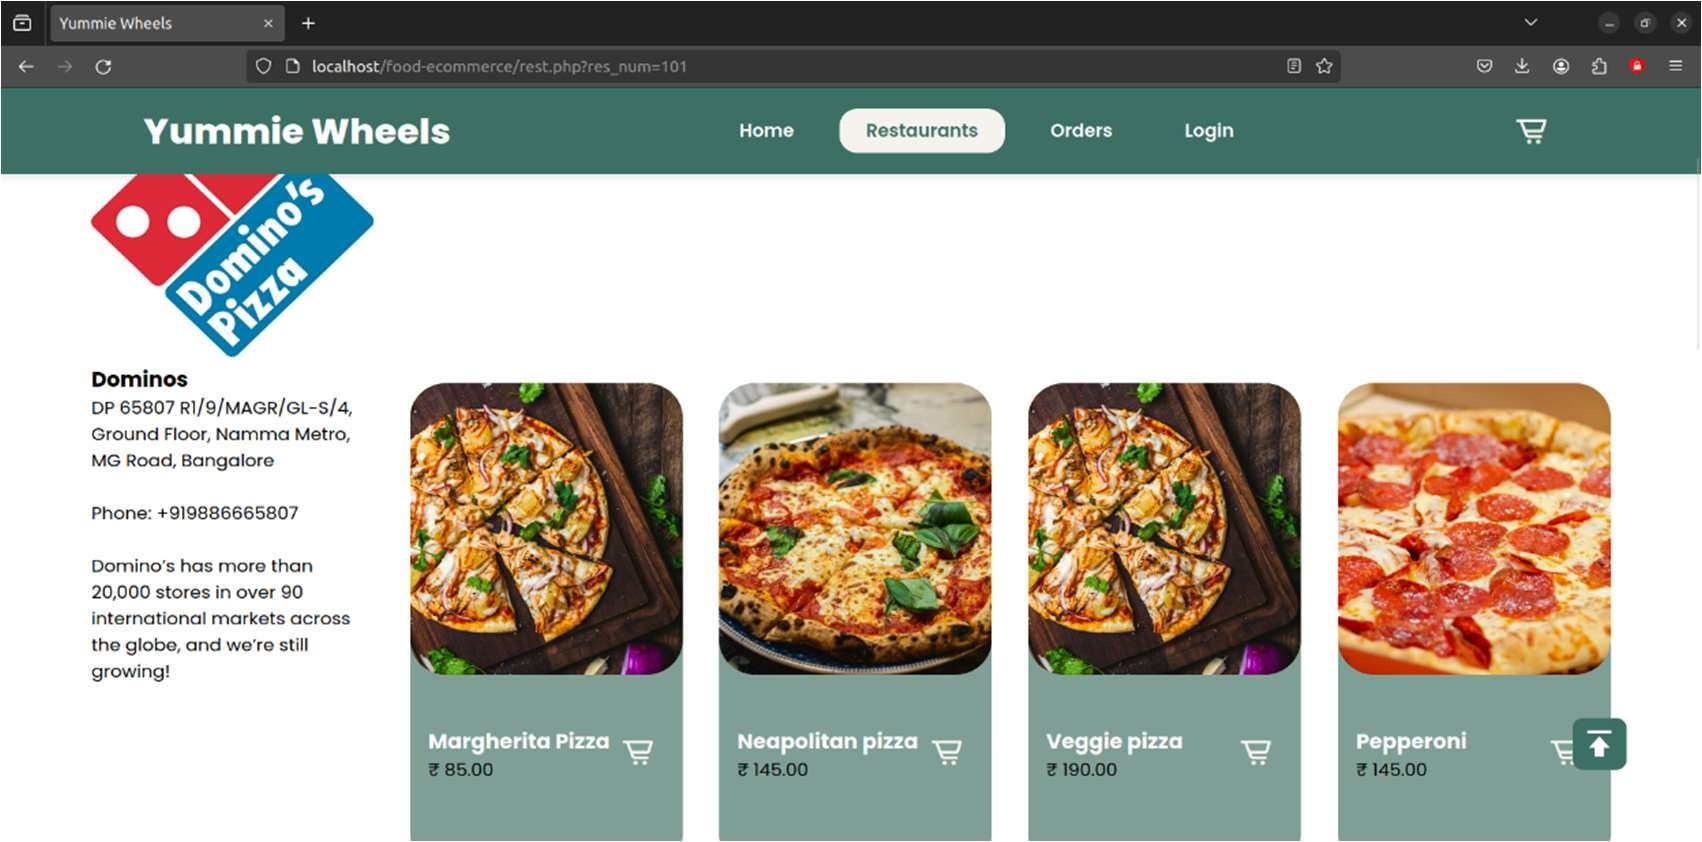 Yummie Wheels
localhost/food-ecommerce/rest.php?res_num=101
Yummie Wheels
Home
Restaurants
Orders
Login
Domino's
Pizza
Dominos
DP 65807 R1/9/MAGR/GL-S/4,
Ground Floor, Namma Metro,
MG Road, Bangalore
Phone: +919886665807
Domino’s has more than
20,000 stores in over 90
international markets across
the globe, and we’re still
growing!
Margherita Pizza
₹ 85.00
Neapolitan pizza
₹ 145.00
Veggie pizza
₹ 190.00
Pepperoni
₹ 145.00